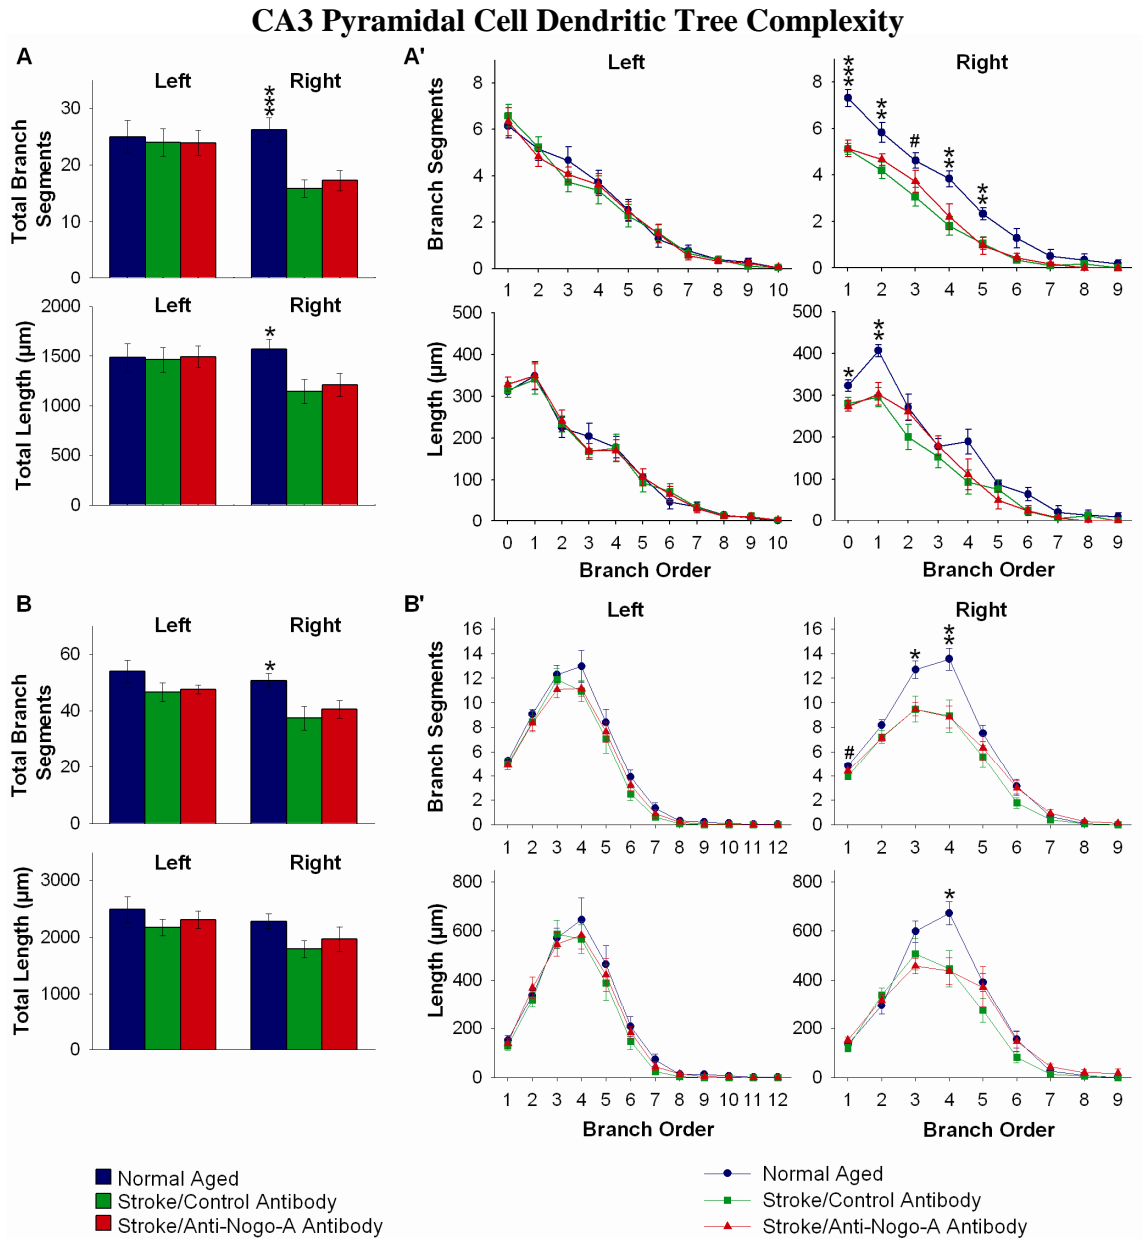 CA3 Pyramidal Cell Dendritic Tree Complexity
A
Left
Right
***
Total Branch
Segments
30
20
10
0
Left
Right
*
Total Length (µm)
2000
1500
1000
500
0
A'
Left
Branch Segments
8
6
4
2
0
1 2 3 4 5 6 7 8 9 10
Right
8
6
4
2
0
***
**
#
**
**
1 2 3 4 5 6 7 8 9
Length (µm)
500
400
300
200
100
0
0 1 2 3 4 5 6 7 8 9 10
Branch Order
500
400
300
200
100
0
*
**
0 1 2 3 4 5 6 7 8 9
Branch Order
B
Left
Right
*
Total Branch
Segments
60
40
20
0
Left
Right
Total Length (µm)
3000
2000
1000
0
B'
Left
Branch Segments
16
14
12
10
8
6
4
2
0
1 2 3 4 5 6 7 8 9 10 11 12
Right
16
14
12
10
8
6
4
2
0
#
*
**
1 2 3 4 5 6 7 8 9
Length (µm)
800
600
400
200
0
1 2 3 4 5 6 7 8 9 10 11 12
Branch Order
800
600
400
200
0
*
1 2 3 4 5 6 7 8 9
Branch Order
Normal Aged
Stroke/Control Antibody
Stroke/Anti-Nogo-A Antibody
Normal Aged
Stroke/Control Antibody
Stroke/Anti-Nogo-A Antibody